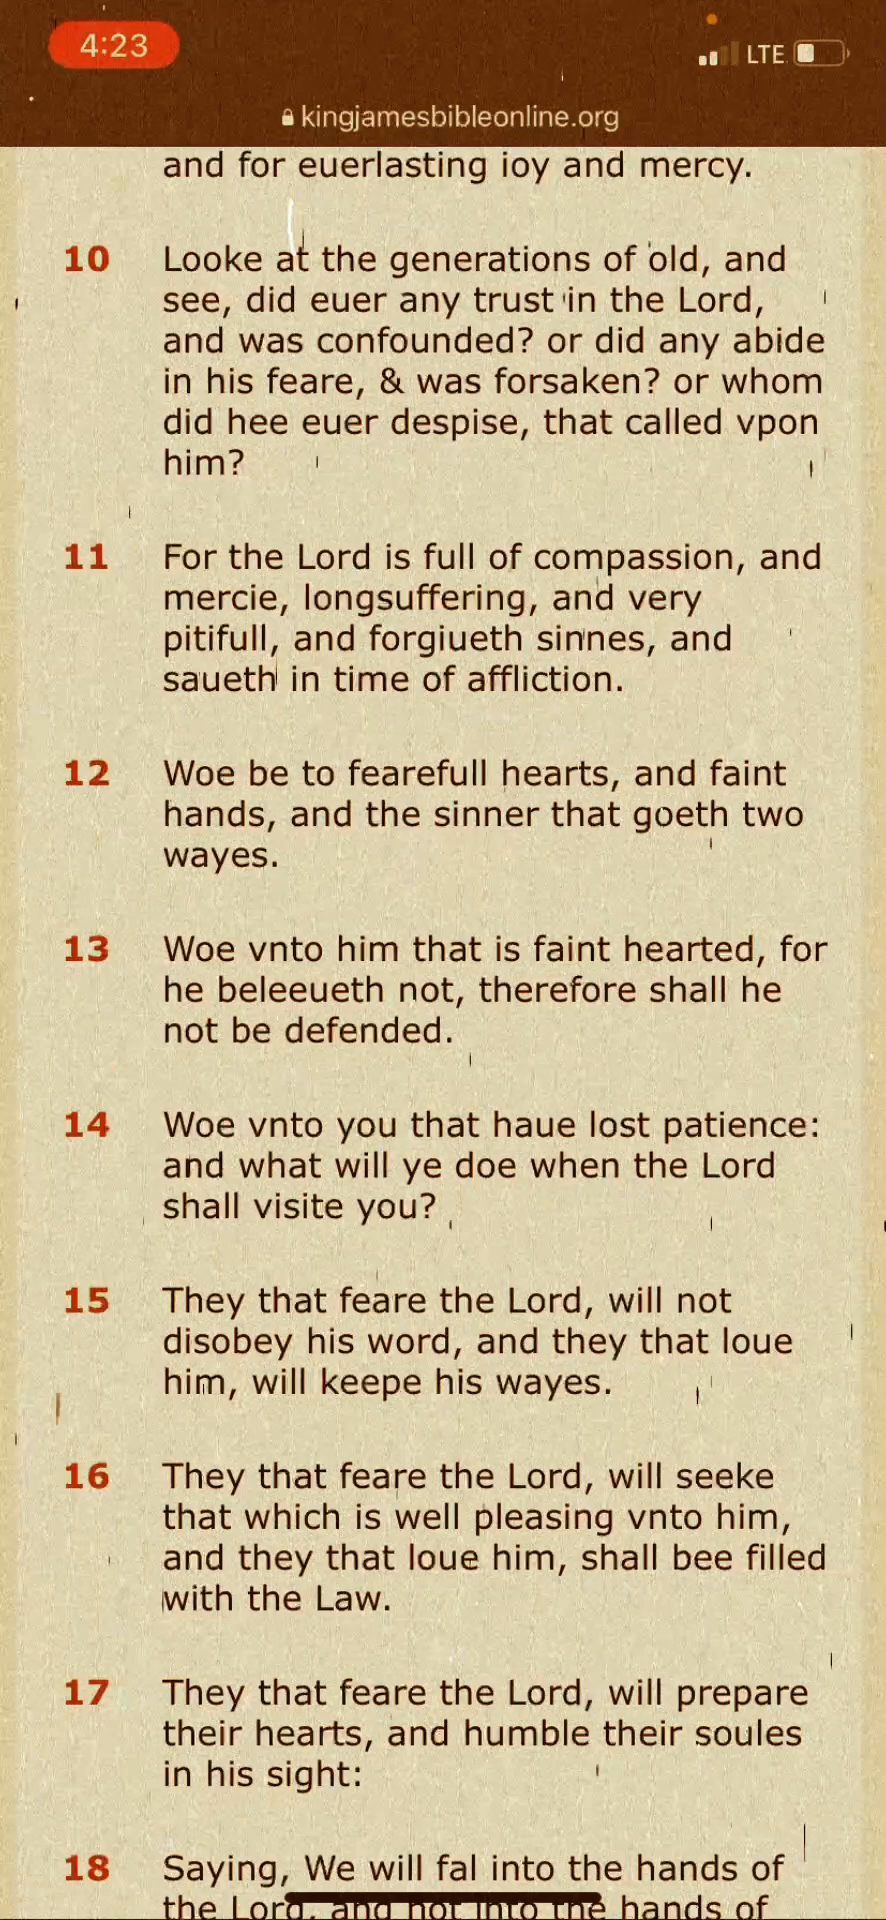 4:23
LTE
kingjamesbibleonline.org
and for euerlasting ioy and mercy.
10 Looke at the generations of old, and
see, did euer any trust in the Lord,
and was confounded? or did any abide
in his feare, & was forsaken? or whom
did hee euer despise, that called vpon
him?
11 For the Lord is full of compassion, and
mercie, longsuffering, and very
pitifull, and forgiueth sinnes, and
saueth in time of affliction.
12 Woe be to fearefull hearts, and faint
hands, and the sinner that goeth two
wayes.
13 Woe vnto him that is faint hearted, for
he beleeueth not, therefore shall he
not be defended.
14 Woe vnto you that haue lost patience:
and what will ye doe when the Lord
shall visite you?
15 They that feare the Lord, will not
disobey his word, and they that loue
him, will keepe his wayes.
16 They that feare the Lord, will seeke
that which is well pleasing vnto him,
and they that loue him, shall bee filled
with the Law.
17 They that feare the Lord, will prepare
their hearts, and humble their soules
in his sight:
18 Saying, We will fal into the hands of
the Lord, and not into the hands of